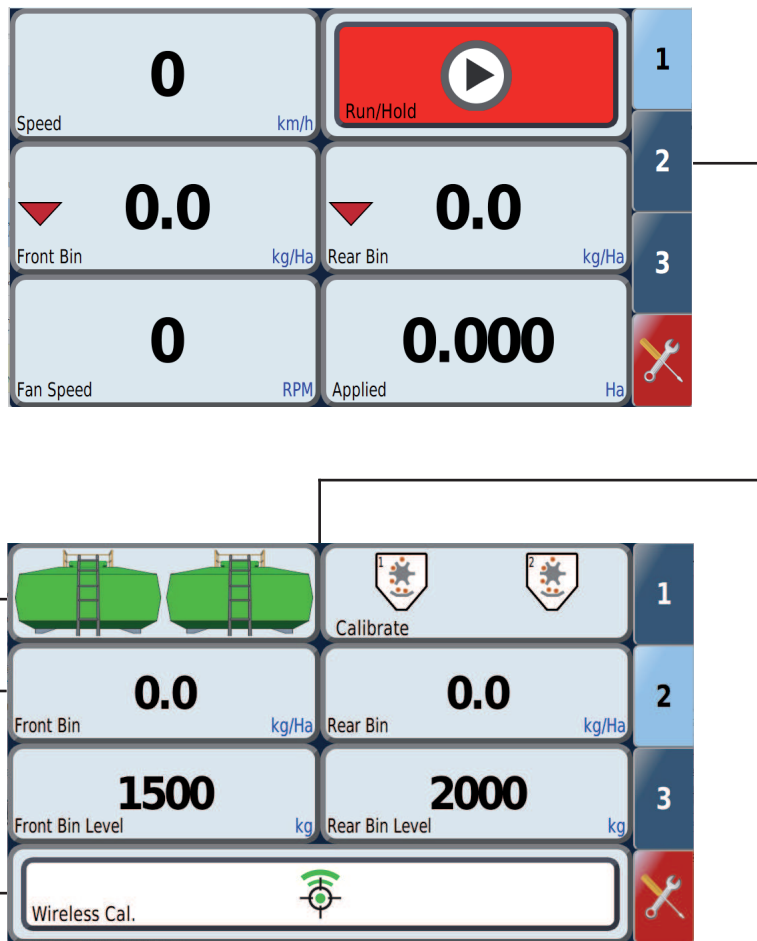 0
Speed km/h
Run/Hold
1
0.0
Front Bin kg/Ha
0.0
Rear Bin kg/Ha
2
3
0
Fan Speed RPM
0.000
Applied Ha
1 2
Calibrate
1
0.0
Front Bin kg/Ha
0.0
Rear Bin kg/Ha
2
1500
Front Bin Level kg
2000
Rear Bin Level kg
3
Wireless Cal.